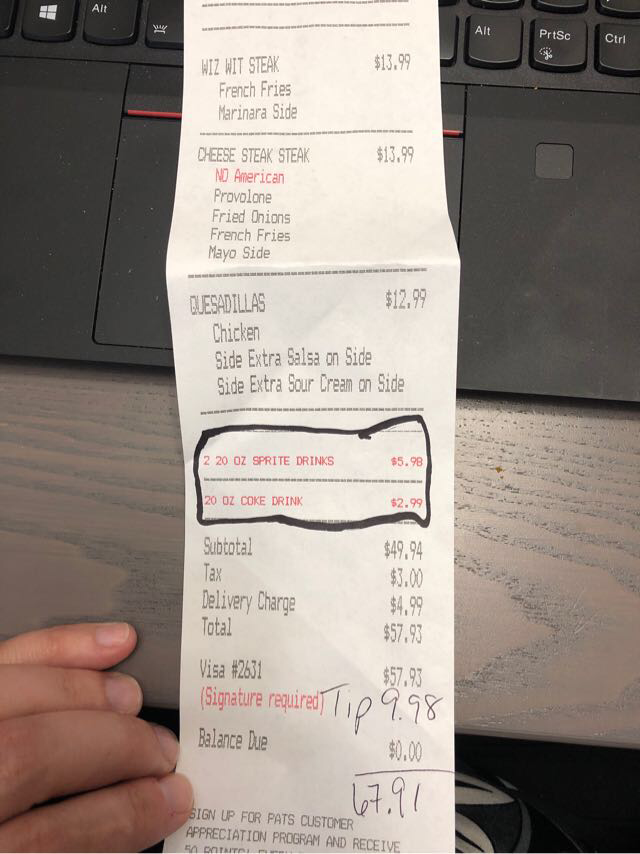 Alt
Alt
PrtSc
Ctrl
WIZ WIT STEAK $13.99
French Fries
Marinara Side
CHEESE STEAK STEAK $13.99
NO American
Provolone
Fried Onions
French Fries
Mayo Side
QUESADILLAS $12.99
Chicken
Side Extra Salsa on Side
Side Extra Sour Cream on Side
2 20 OZ SPRITE DRINKS $5.98
20 OZ COKE DRINK $2.99
Subtotal $49.94
Tax $3.00
Delivery Charge $4.99
Total $57.93
Visa #2631 $57.93
(Signature required) Tip 9.98
Balance Due $0.00
67.91
SIGN UP FOR PATS CUSTOMER
APPRECIATION PROGRAM AND RECEIVE
50 POINTS!